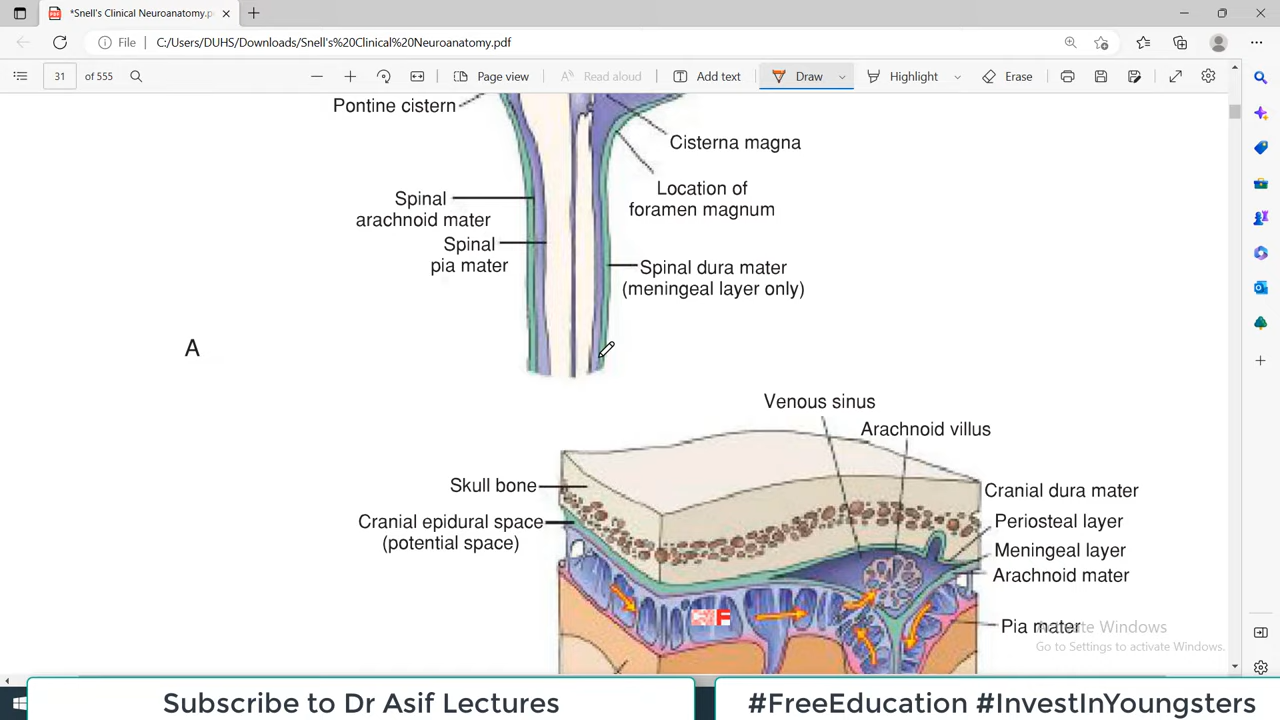 *Snell's Clinical Neuroanatomy.p
File
C:/Users/DUHS/Downloads/Snell's%20Clinical%20Neuroanatomy.pdf
31
of 555
Page view
Read aloud
Add text
Draw
Highlight
Erase
Pontine cistern
Cisterna magna
Location of
foramen magnum
Spinal
arachnoid mater
Spinal
pia mater
Spinal dura mater
(meningeal layer only)
A
Venous sinus
Arachnoid villus
Skull bone
Cranial epidural space
(potential space)
Cranial dura mater
Periosteal layer
Meningeal layer
Arachnoid mater
Pia mater
Activate Windows
Go to Settings to activate Windows.
Subscribe to Dr Asif Lectures
#FreeEducation #InvestInYoungsters